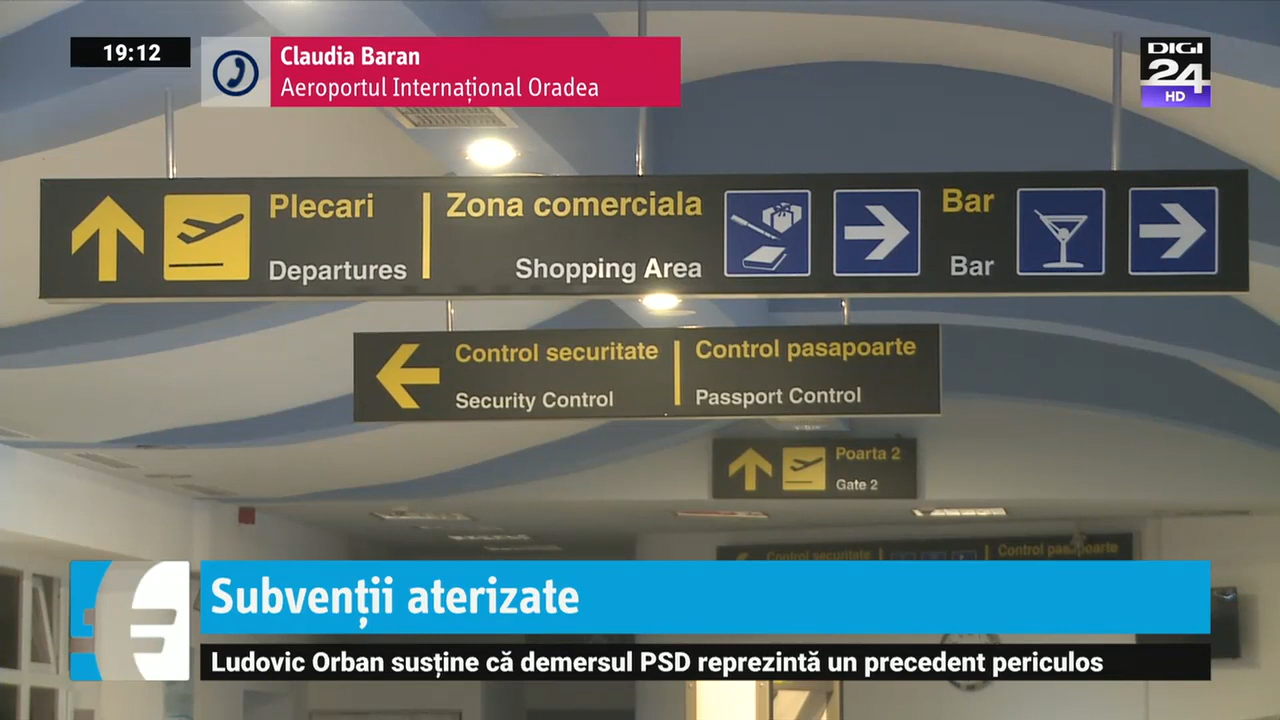 19:12
Claudia Baran
Aeroportul Internațional Oradea
DIGI
24
HD
Plecari
Departures
Zona comerciala
Shopping Area
Bar
Bar
Control securitate
Security Control
Control pasapoarte
Passport Control
Poarta 2
Gate 2
Control securitate
Control pasapoarte
Subvenții aterizate
Ludovic Orban susține că demersul PSD reprezintă un precedent periculos